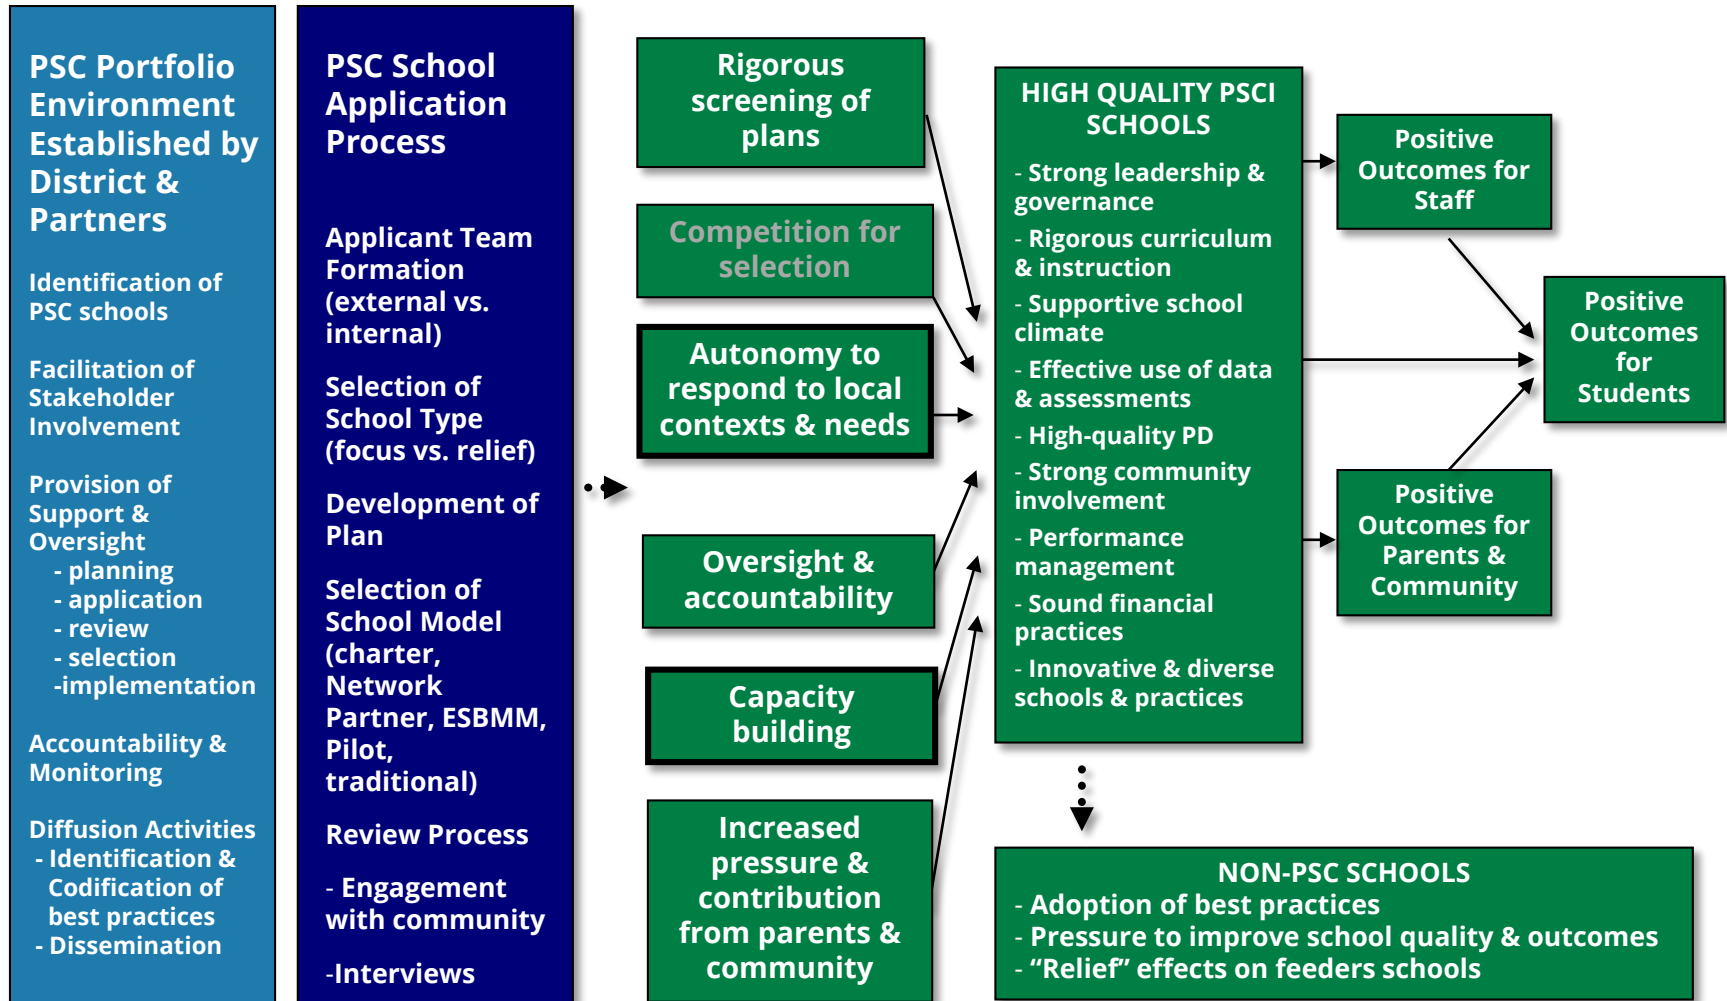 PSC Portfolio
Environment
Established by
District &
Partners
Identification of
PSC schools
Facilitation of
Stakeholder
Involvement
Provision of
Support &
Oversight
- planning
- application
- review
- selection
-implementation
Accountability &
Monitoring
Diffusion Activities
- Identification &
Codification of
best practices
- Dissemination
PSC School
Application
Process
Applicant Team
Formation
(external vs.
internal)
Selection of
School Type
(focus vs. relief)
Development of
Plan
Selection of
School Model
(charter,
Network
Partner, ESBMM,
Pilot,
traditional)
Review Process
- Engagement
with community
-Interviews
Rigorous
screening of
plans
Competition for
selection
Autonomy to
respond to local
contexts & needs
Oversight &
accountability
Capacity
building
Increased
pressure &
contribution
from parents &
community
HIGH QUALITY PSCI
SCHOOLS
- Strong leadership &
governance
- Rigorous curriculum
& instruction
- Supportive school
climate
- Effective use of data
& assessments
- High-quality PD
- Strong community
involvement
- Performance
management
- Sound financial
practices
- Innovative & diverse
schools & practices
Positive
Outcomes for
Staff
Positive
Outcomes
for
Students
Positive
Outcomes for
Parents &
Community
NON-PSC SCHOOLS
- Adoption of best practices
- Pressure to improve school quality & outcomes
- “Relief” effects on feeders schools